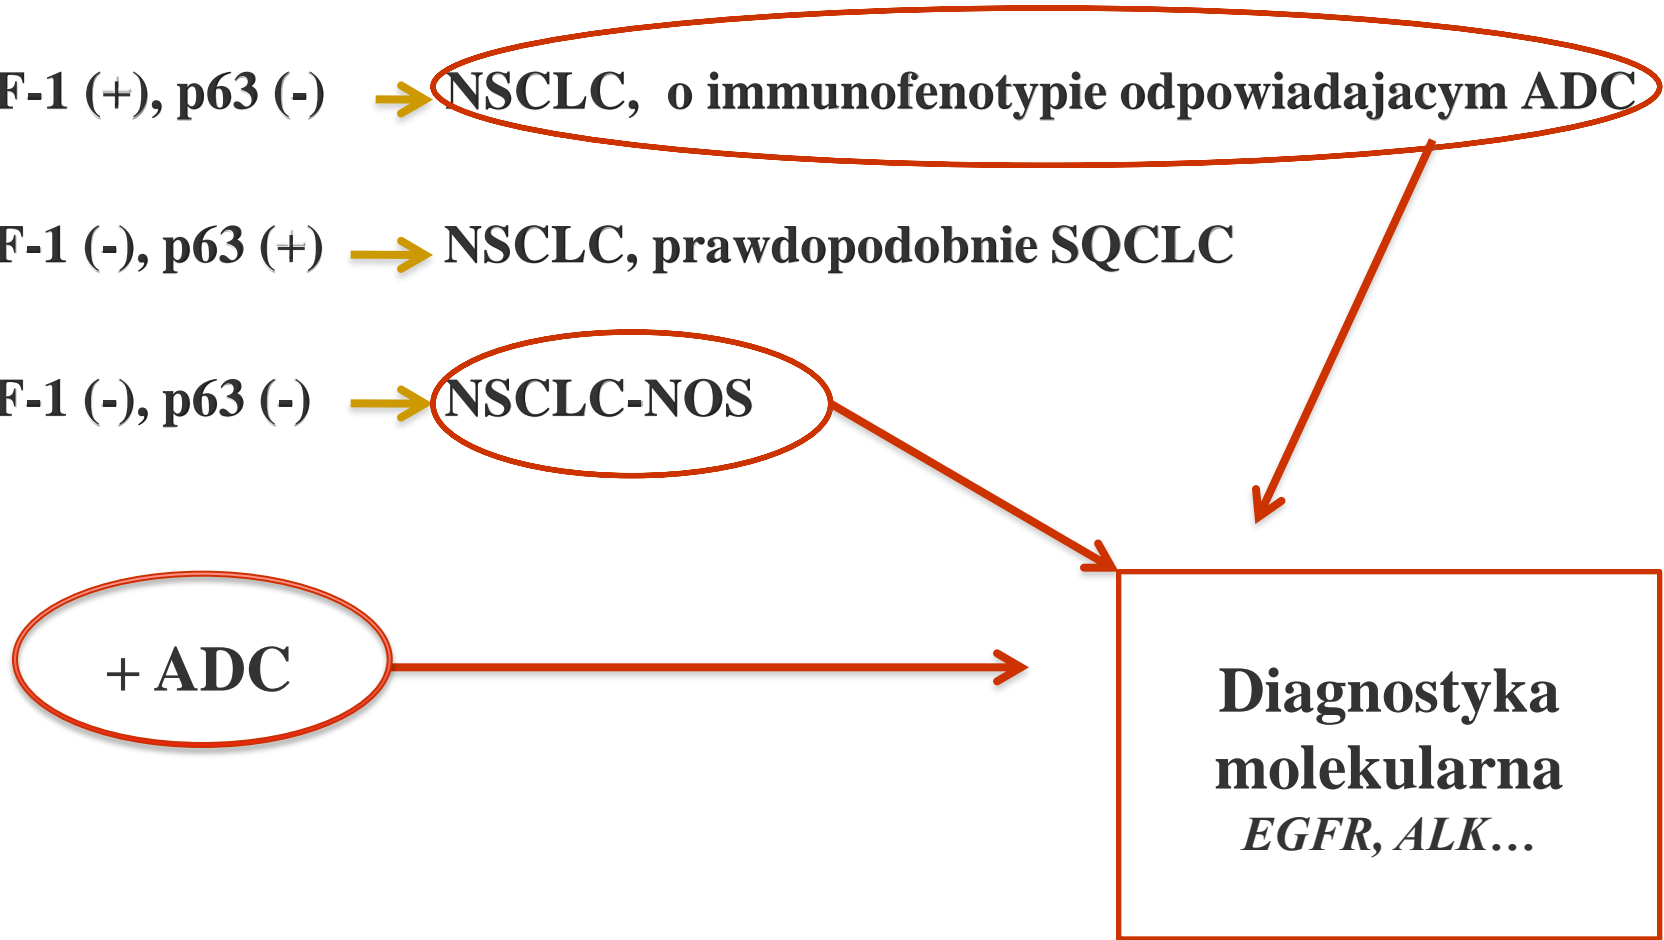 F-1 (+), p63 (-) NSCLC, o immunofenotypie odpowiadajacym ADC
F-1 (-), p63 (+) NSCLC, prawdopodobnie SQCLC
F-1 (-), p63 (-) NSCLC-NOS
+ ADC
Diagnostyka
molekularna
EGFR, ALK…